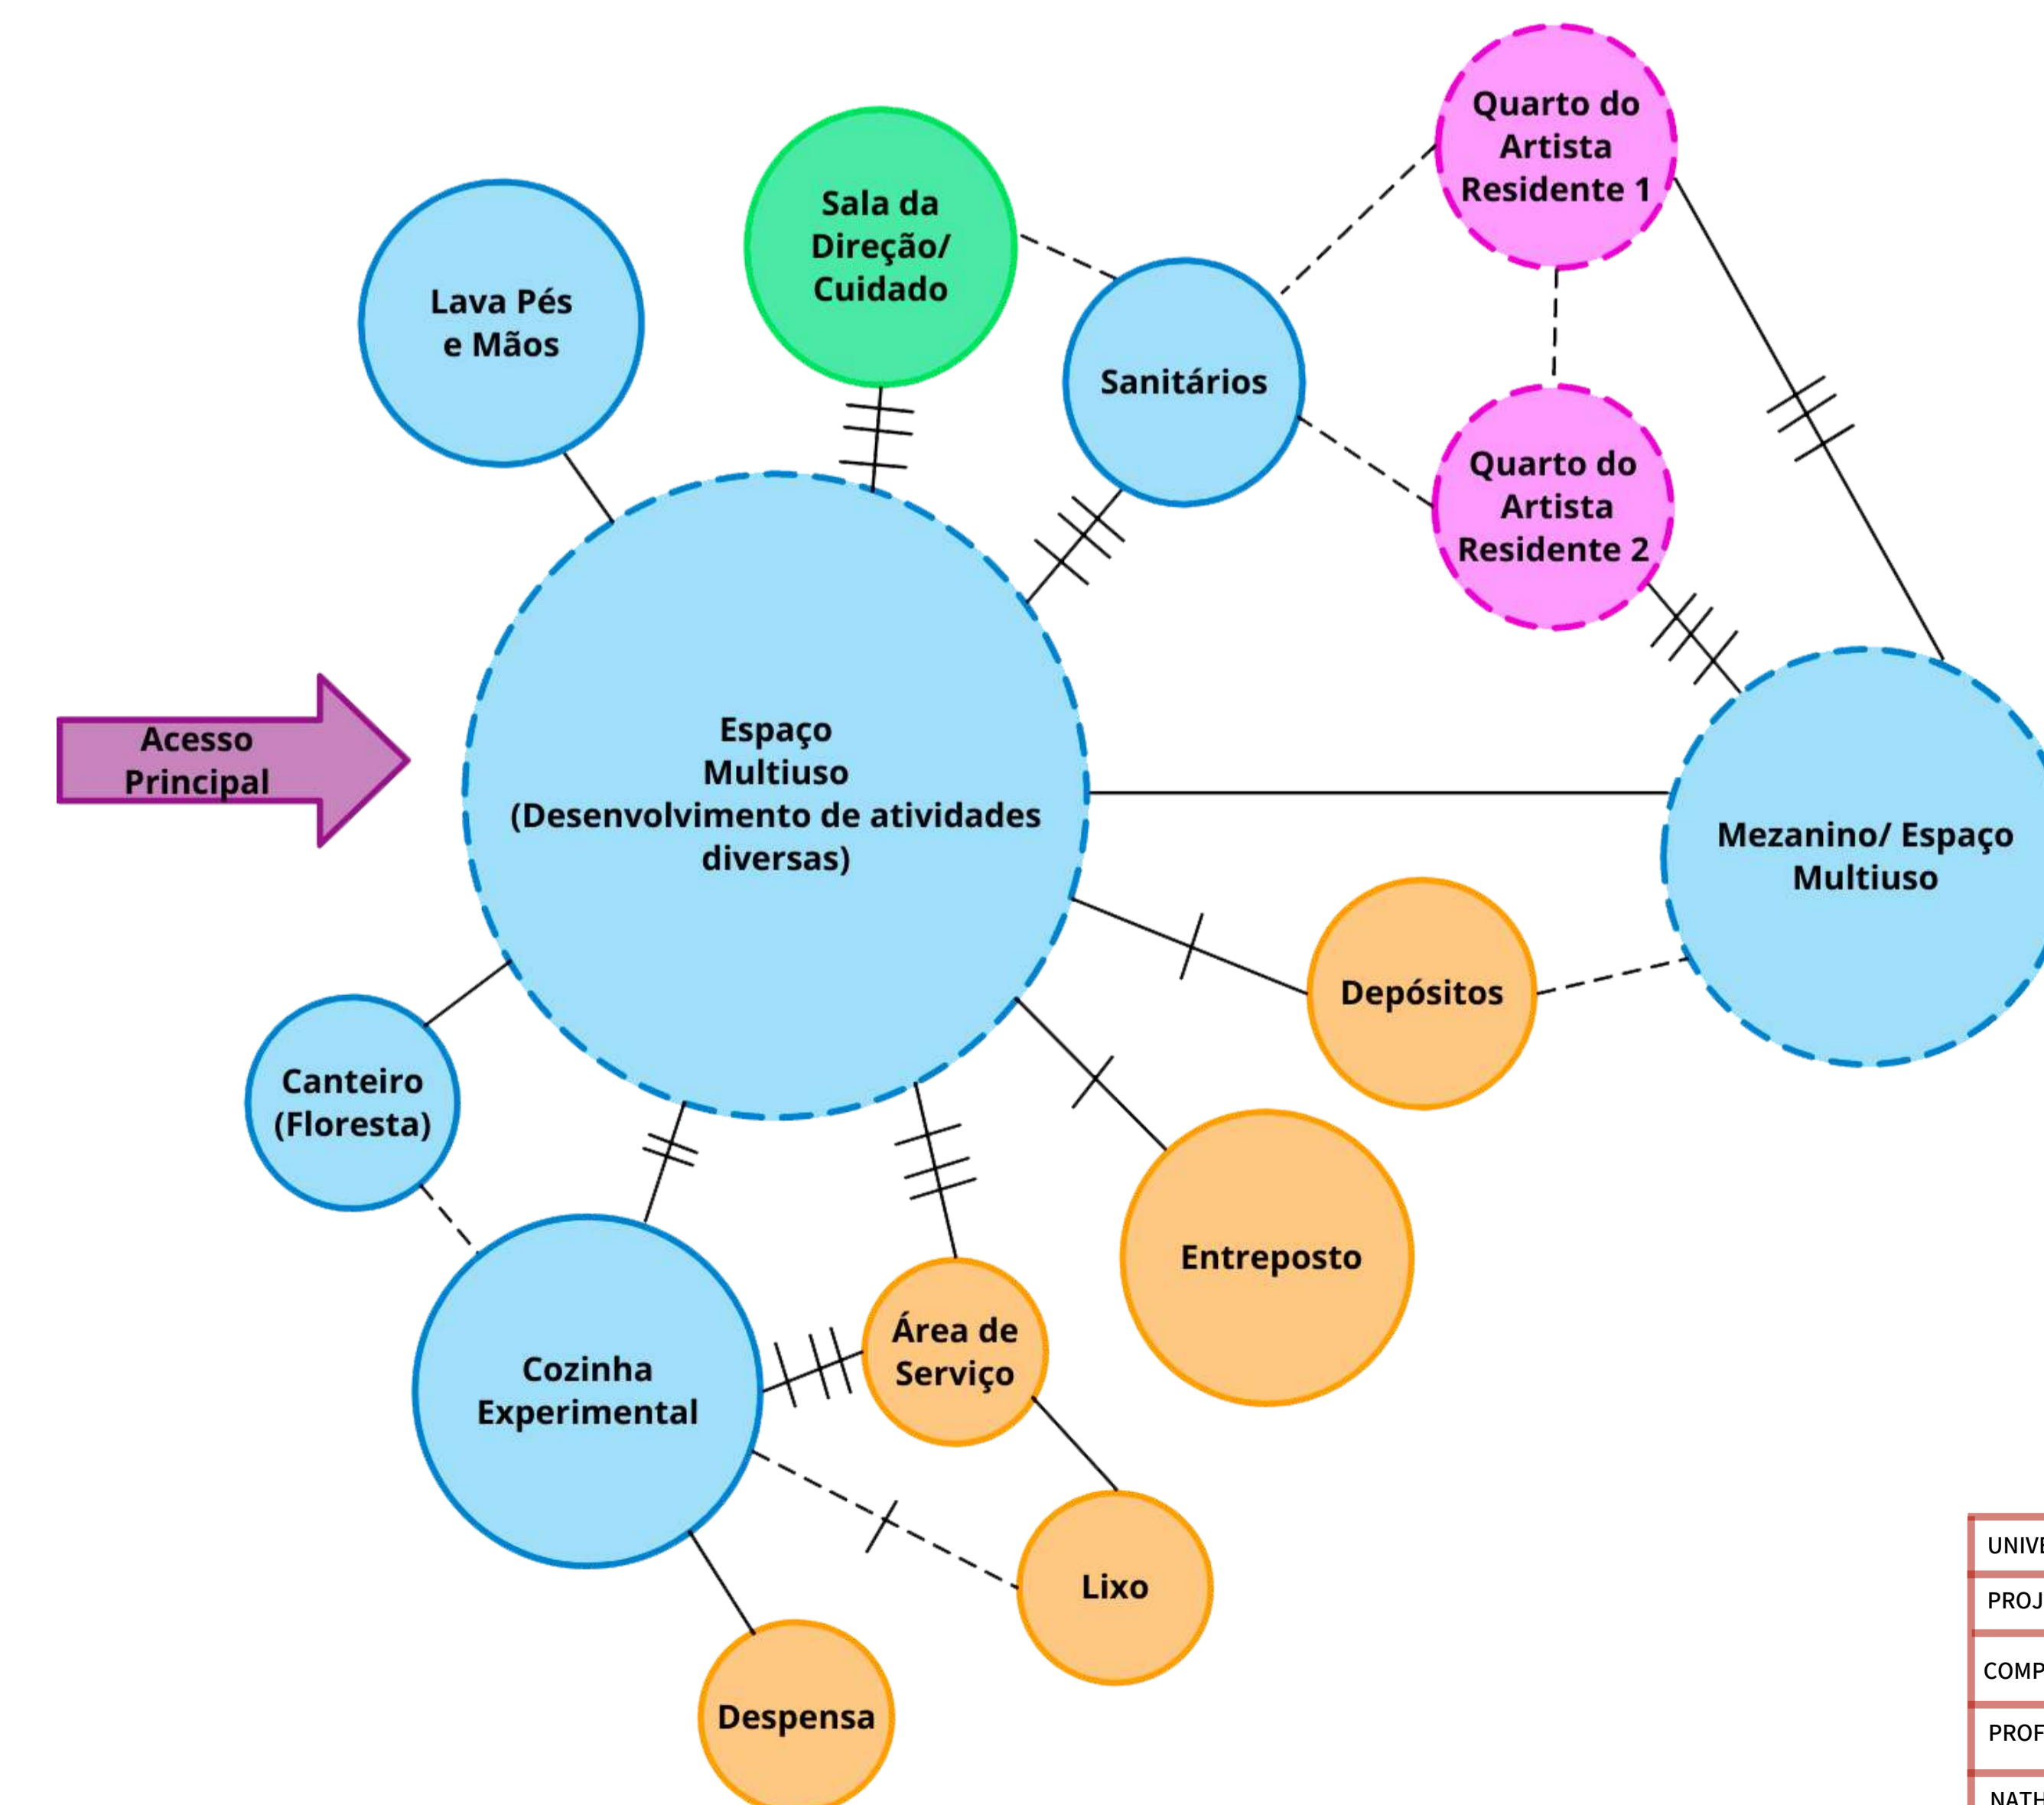 Quarto do
Artista
Residente 1
Sala da
Direção/
Cuidado
Lava Pés
e Mãos
Sanitários
Quarto do
Artista
Residente 2
Acesso
Principal
Espaço
Multiuso
(Desenvolvimento de atividades
diversas)
Mezanino/ Espaço
Multiuso
Depósitos
Canteiro
(Floresta)
Entreposto
Área de
Serviço
Cozinha
Experimental
Lixo
Despensa